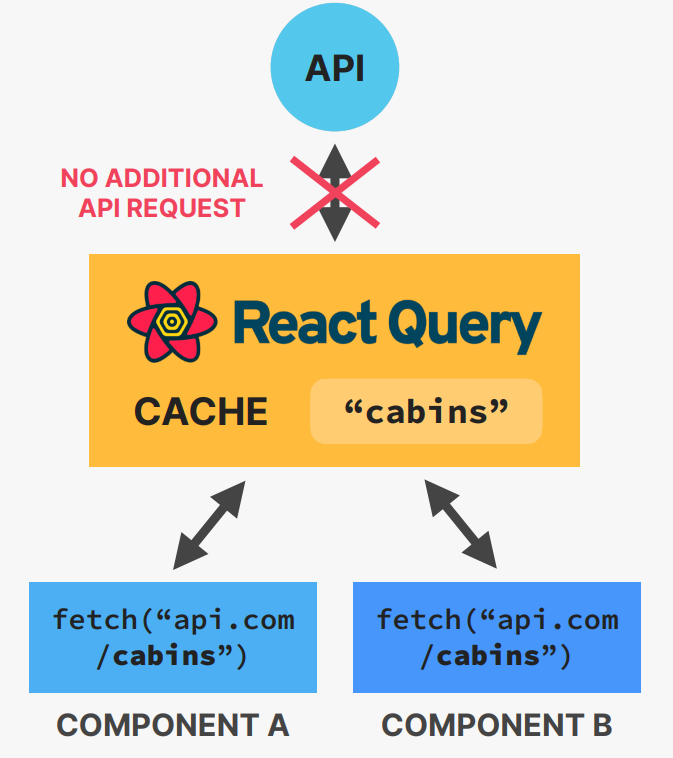 API
NO ADDITIONAL
API REQUEST
React Query
CACHE
“cabins”
fetch(“api.com
/cabins”)
fetch(“api.com
/cabins”)
COMPONENT A
COMPONENT B